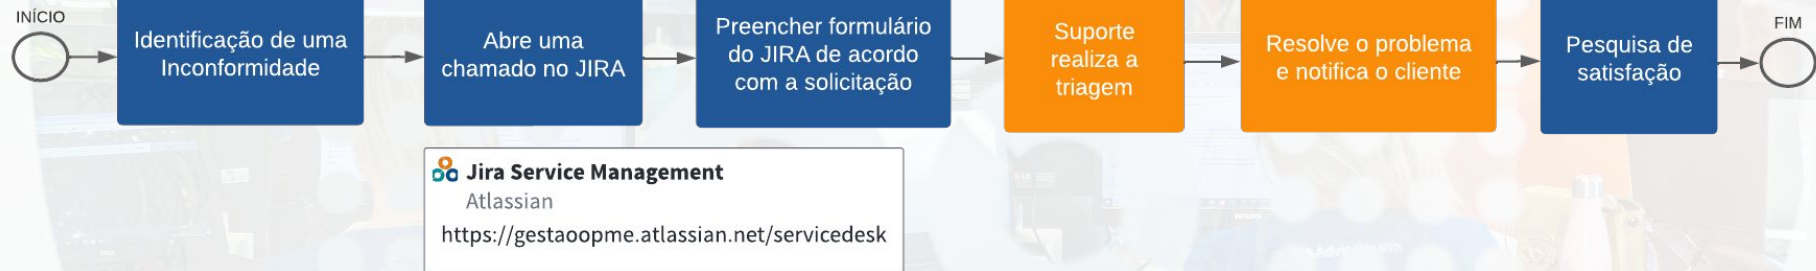 INÍCIO
Identificação de uma
Inconformidade
Abre uma
chamado no JIRA
Preencher formulário
do JIRA de acordo
com a solicitação
Suporte
realiza a
triagem
Resolve o problema
e notifica o cliente
Pesquisa de
satisfação
FIM
Jira Service Management
Atlassian
https://gestaoopme.atlassian.net/servicedesk